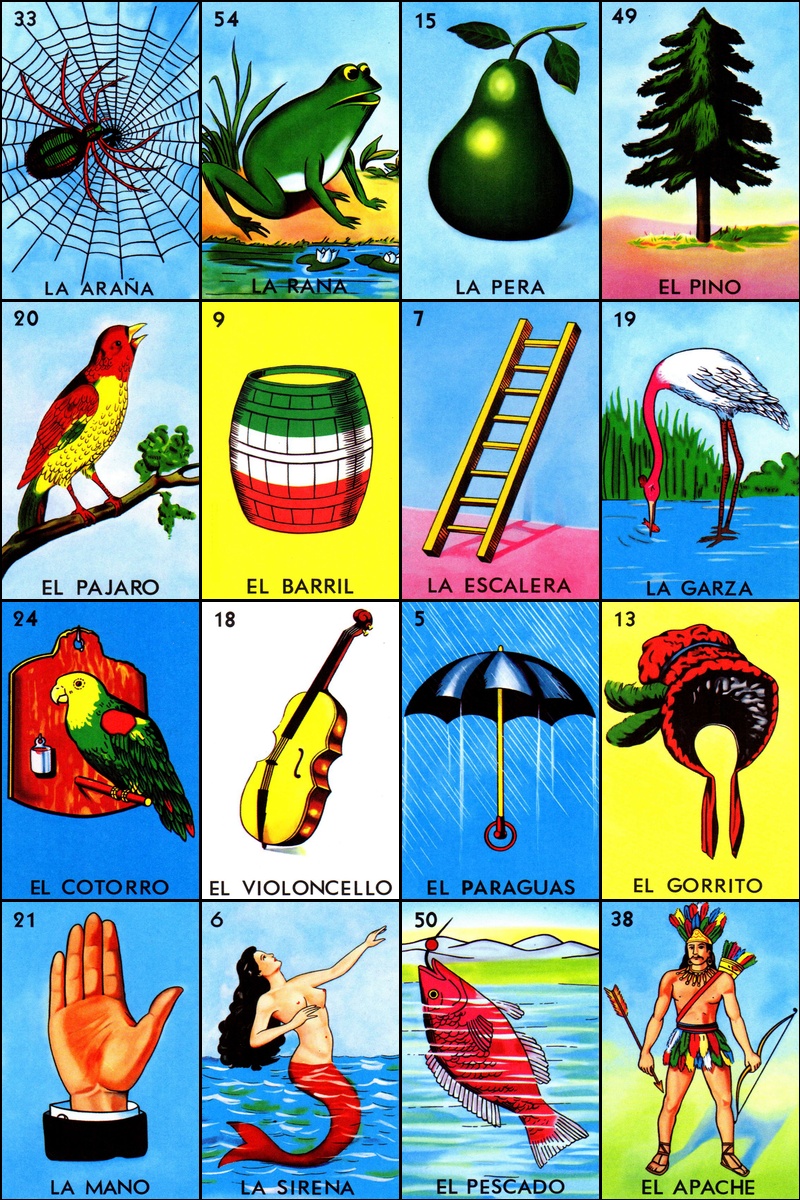 33
LA ARAÑA
54
LA RANA
15
LA PERA
49
EL PINO
20
EL PAJARO
9
EL BARRIL
7
LA ESCALERA
19
LA GARZA
24
EL COTORRO
18
EL VIOLONCELLO
5
EL PARAGUAS
13
EL GORRITO
21
LA MANO
6
LA SIRENA
50
EL PESCADO
38
EL APACHE